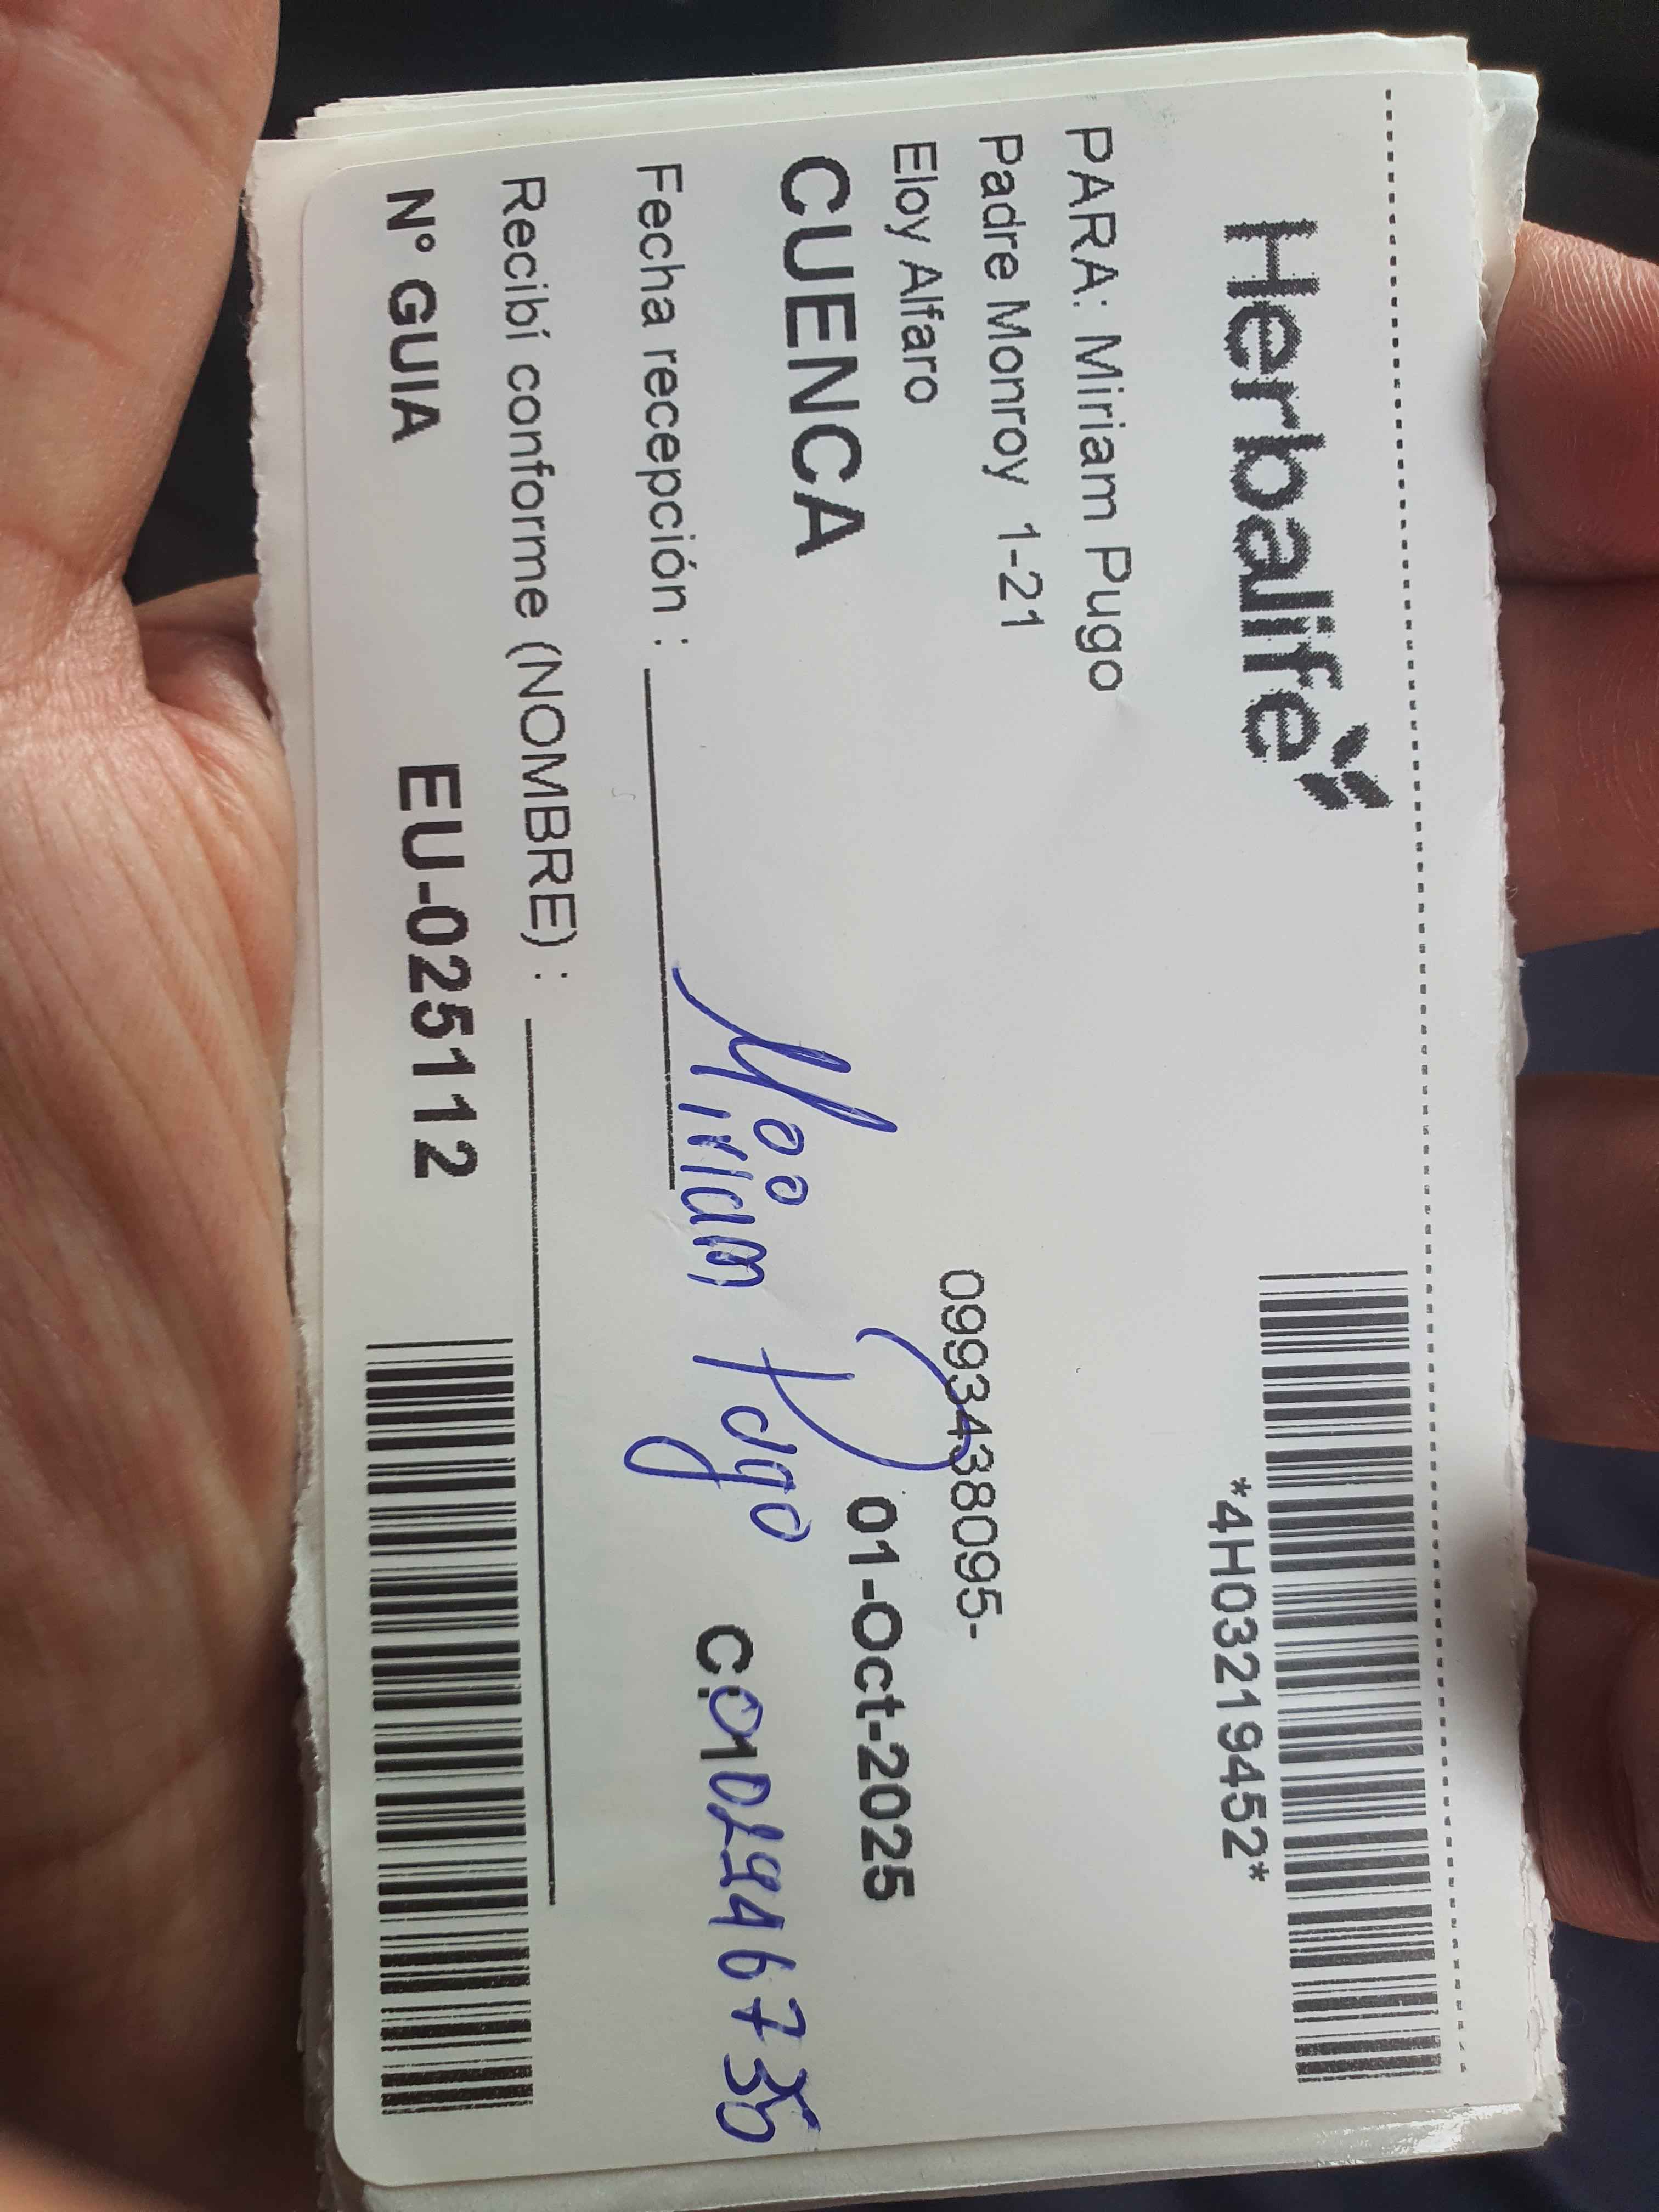 Herbalife
*4H03219452*
PARA: Miriam Pugo
Padre Monroy 1-21
Eloy Alfaro
0993438095-
CUENCA
01-Oct-2025
Fecha recepción :
Miriam Pugo
C.
Recibí conforme (NOMBRE) :
N° GUIA EU-025112